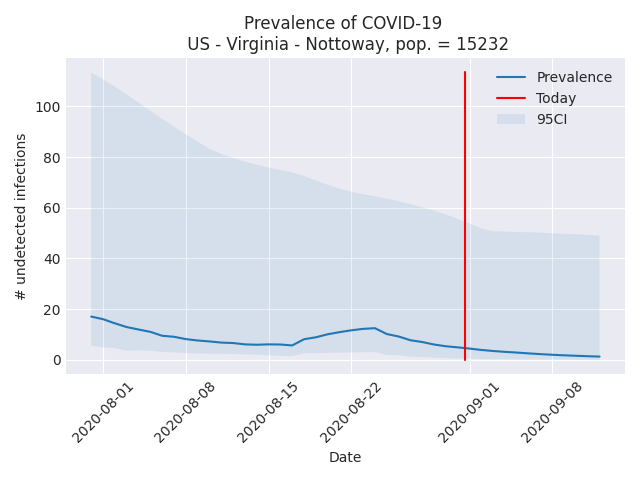 Prevalence of COVID-19
US - Virginia - Nottoway, pop. = 15232
Prevalence
Today
95CI
# undetected infections
100
80
60
40
20
0
2020-08-01
2020-08-08
2020-08-15
2020-08-22
2020-09-01
2020-09-08
Date